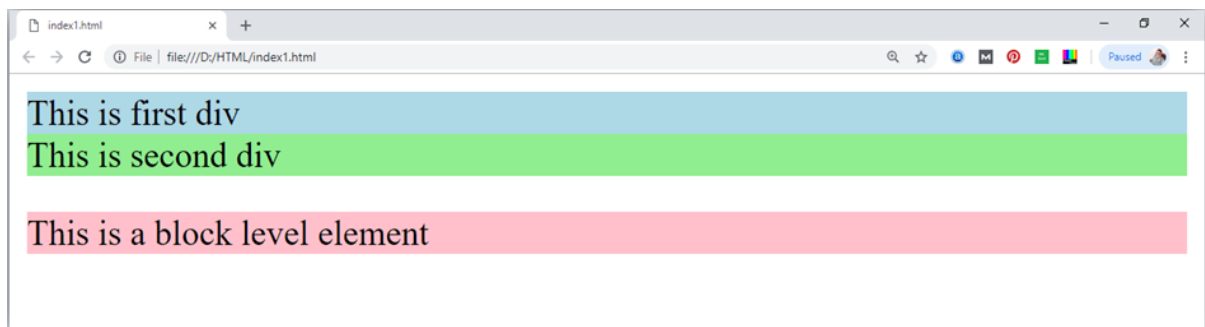 index1.html
File | file:///D:/HTML/index1.html
Paused
This is first div
This is second div
This is a block level element